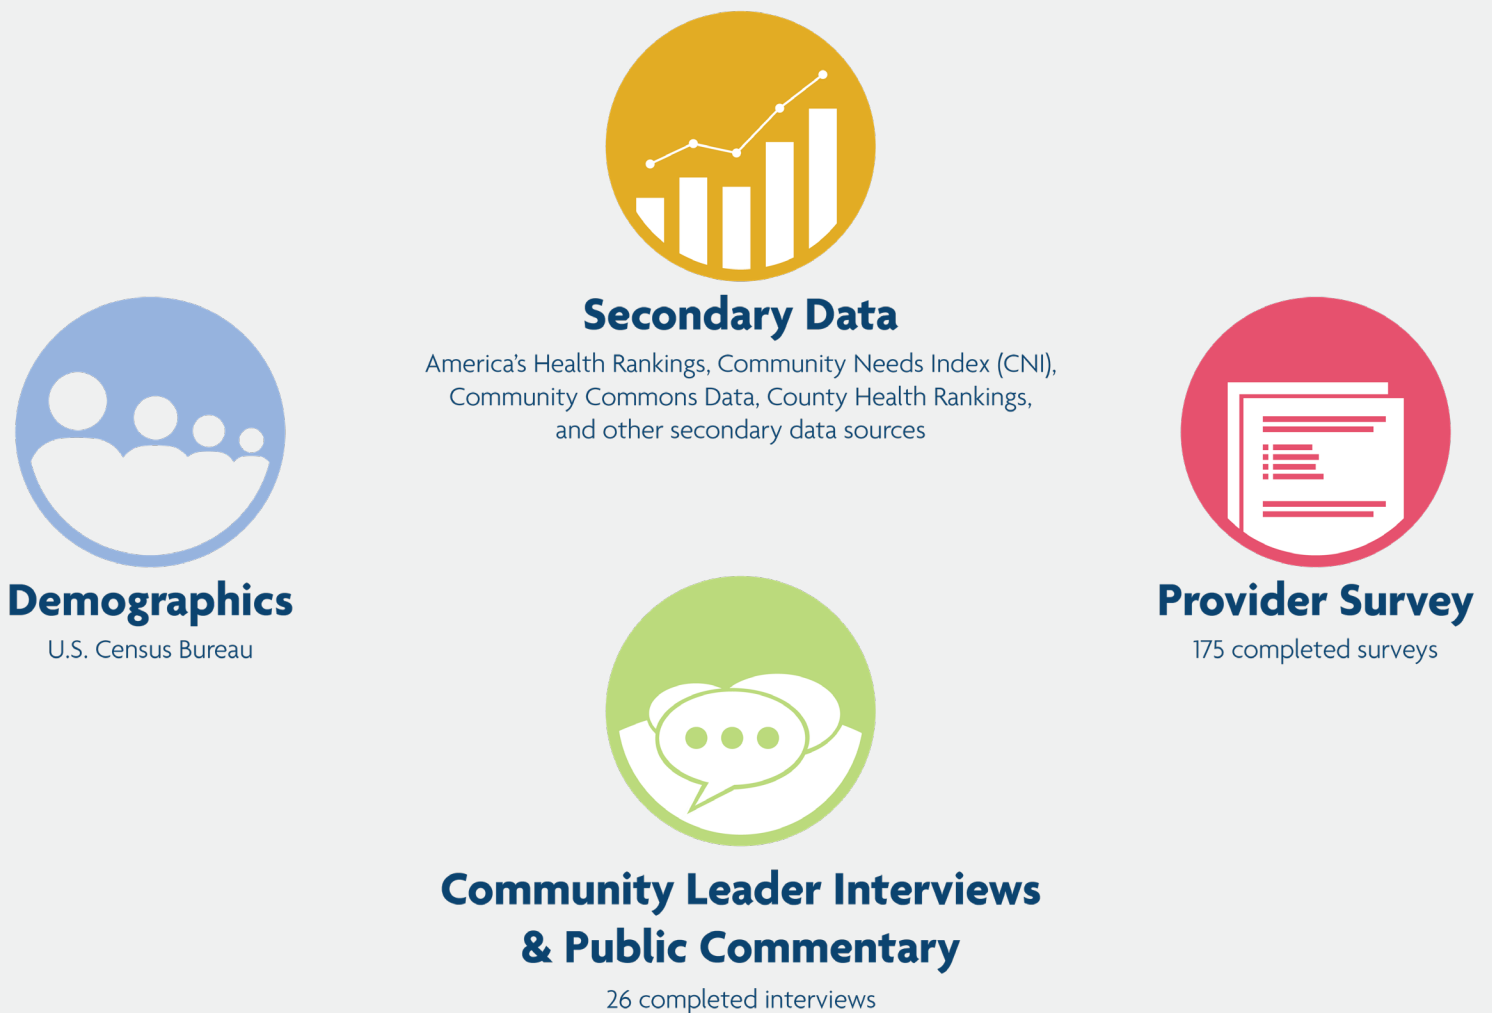 Secondary Data
America's Health Rankings, Community Needs Index (CNI),
Community Commons Data, County Health Rankings,
and other secondary data sources
Demographics
U.S. Census Bureau
Provider Survey
175 completed surveys
Community Leader Interviews
& Public Commentary
26 completed interviews